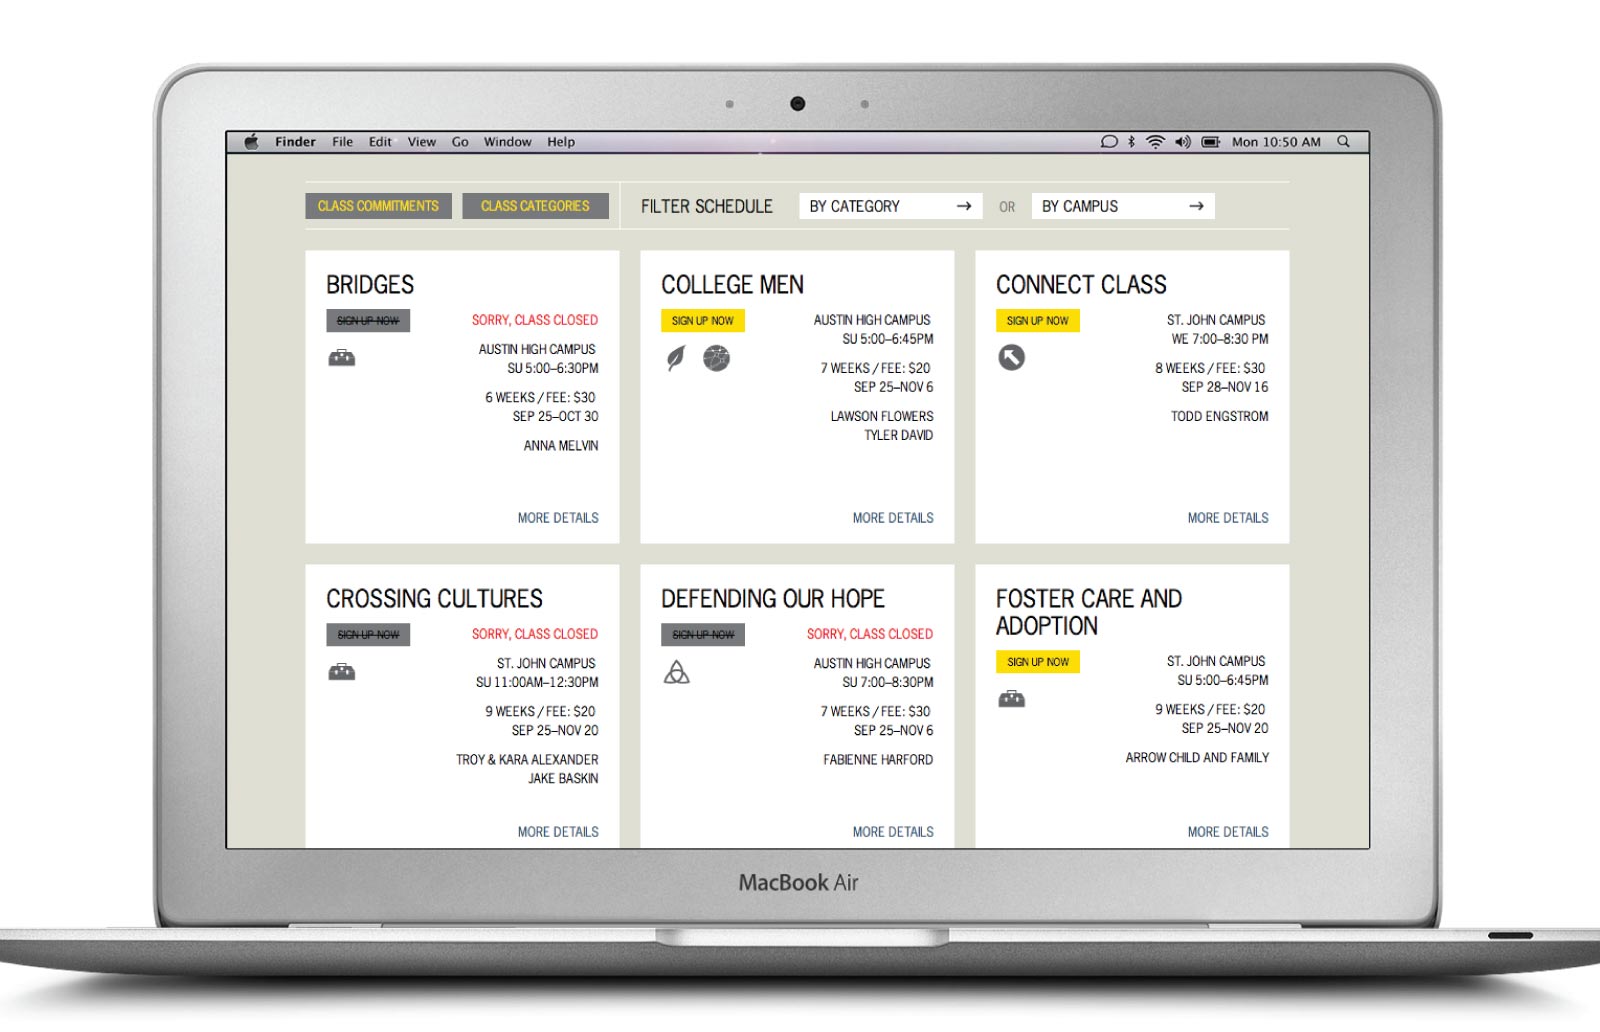 Finder File Edit View Go Window Help Mon 10:50 AM
CLASS COMMITMENTS CLASS CATEGORIES FILTER SCHEDULE BY CATEGORY → OR BY CAMPUS →
BRIDGES
SIGN UP NOW SORRY, CLASS CLOSED
AUSTIN HIGH CAMPUS
SU 5:00–6:30PM
6 WEEKS / FEE: $30
SEP 25–OCT 30
ANNA MELVIN
MORE DETAILS
COLLEGE MEN
SIGN UP NOW AUSTIN HIGH CAMPUS
SU 5:00–6:45PM
7 WEEKS / FEE: $20
SEP 25–NOV 6
LAWSON FLOWERS
TYLER DAVID
MORE DETAILS
CONNECT CLASS
SIGN UP NOW ST. JOHN CAMPUS
WE 7:00–8:30 PM
8 WEEKS / FEE: $30
SEP 28–NOV 16
TODD ENGSTROM
MORE DETAILS
CROSSING CULTURES
SIGN UP NOW SORRY, CLASS CLOSED
ST. JOHN CAMPUS
SU 11:00AM–12:30PM
9 WEEKS / FEE: $20
SEP 25–NOV 20
TROY & KARA ALEXANDER
JAKE BASKIN
MORE DETAILS
DEFENDING OUR HOPE
SIGN UP NOW SORRY, CLASS CLOSED
AUSTIN HIGH CAMPUS
SU 7:00–8:30PM
7 WEEKS / FEE: $30
SEP 25–NOV 6
FABIENNE HARFORD
MORE DETAILS
FOSTER CARE AND
ADOPTION
SIGN UP NOW ST. JOHN CAMPUS
SU 5:00–6:45PM
9 WEEKS / FEE: $20
SEP 25–NOV 20
ARROW CHILD AND FAMILY
MORE DETAILS
MacBook Air